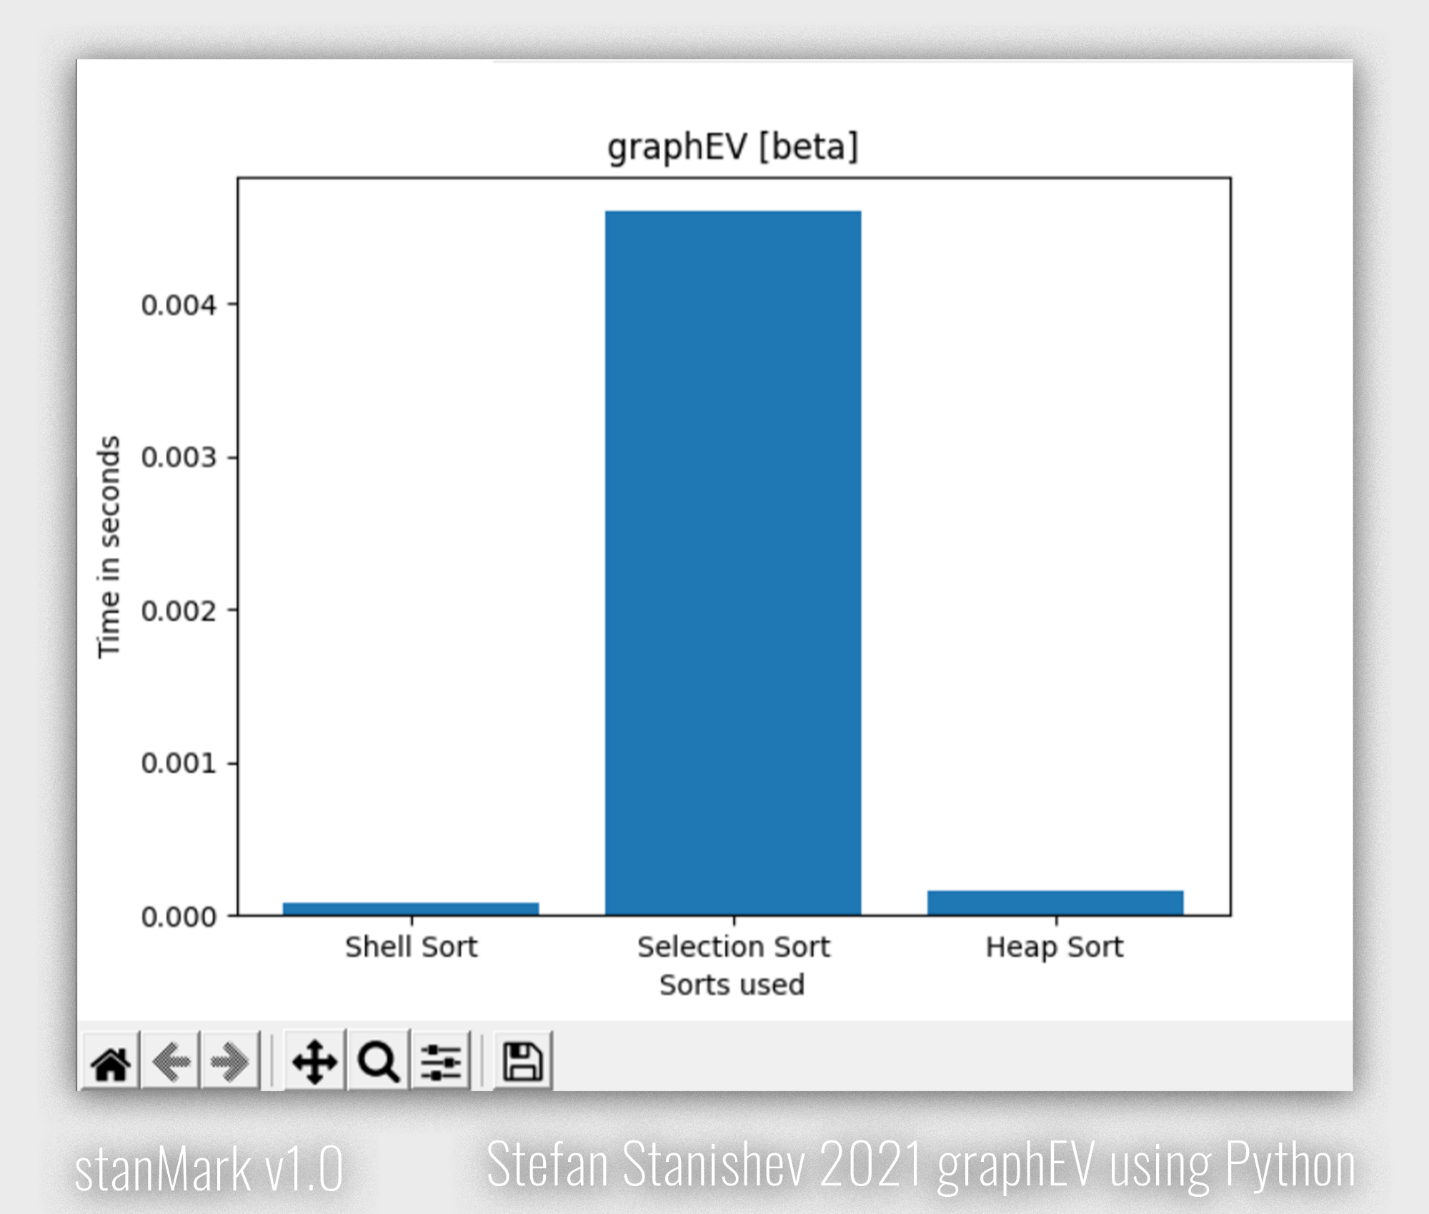 graphEV [beta]
0.004
0.003
0.002
0.001
0.000
Time in seconds
Shell Sort
Selection Sort
Heap Sort
Sorts used
stanMark v1.0
Stefan Stanishev 2021 graphEV using Python